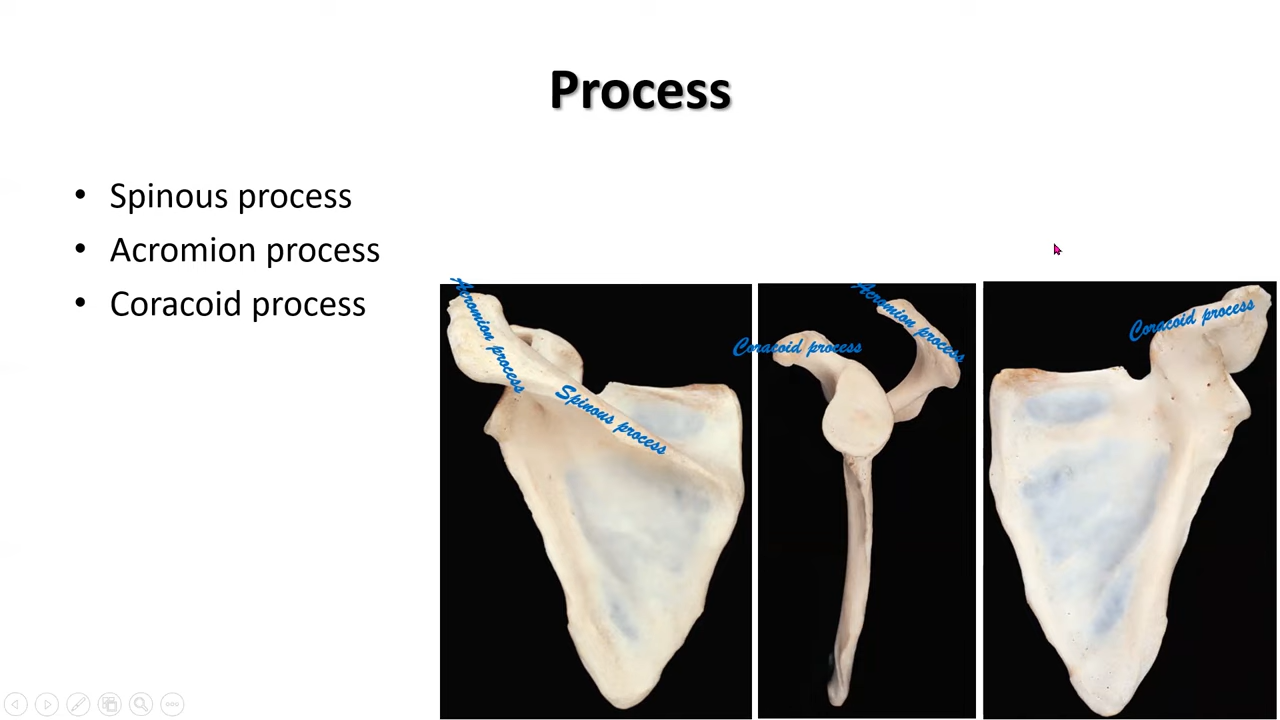 Process
• Spinous process
• Acromion process
• Coracoid process
Acromion process
Spinous process
Coracoid process
Acromion process
Coracoid process